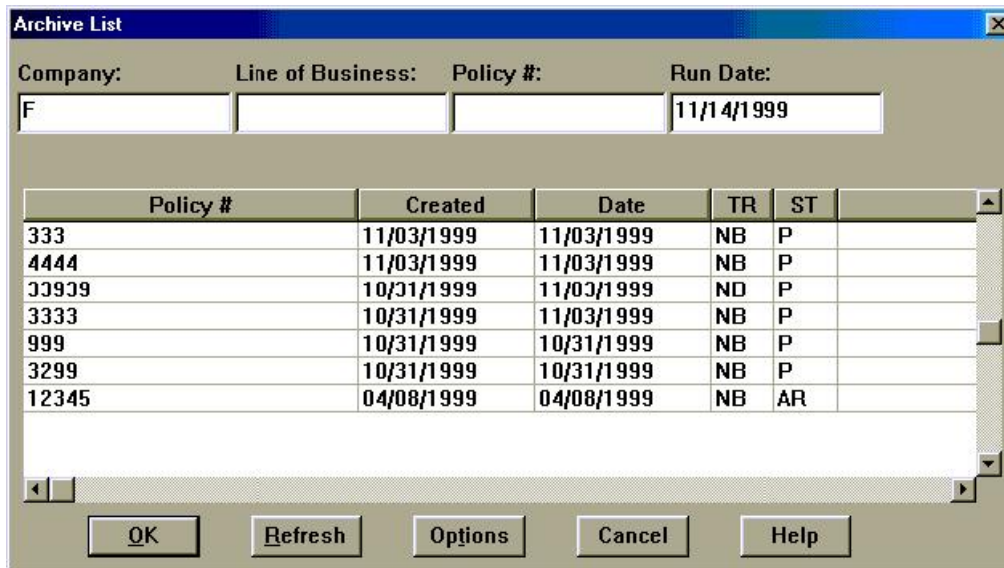 Archive List
Company: Line of Business: Policy #: Run Date:
F 11/14/1999
Policy # Created Date TR ST
333 11/03/1999 11/03/1999 NB P
4444 11/03/1999 11/03/1999 NB P
33939 10/31/1999 11/03/1999 NB P
3333 10/31/1999 11/03/1999 NB P
999 10/31/1999 10/31/1999 NB P
3299 10/31/1999 10/31/1999 NB P
12345 04/08/1999 04/08/1999 NB AR
OK Refresh Options Cancel Help